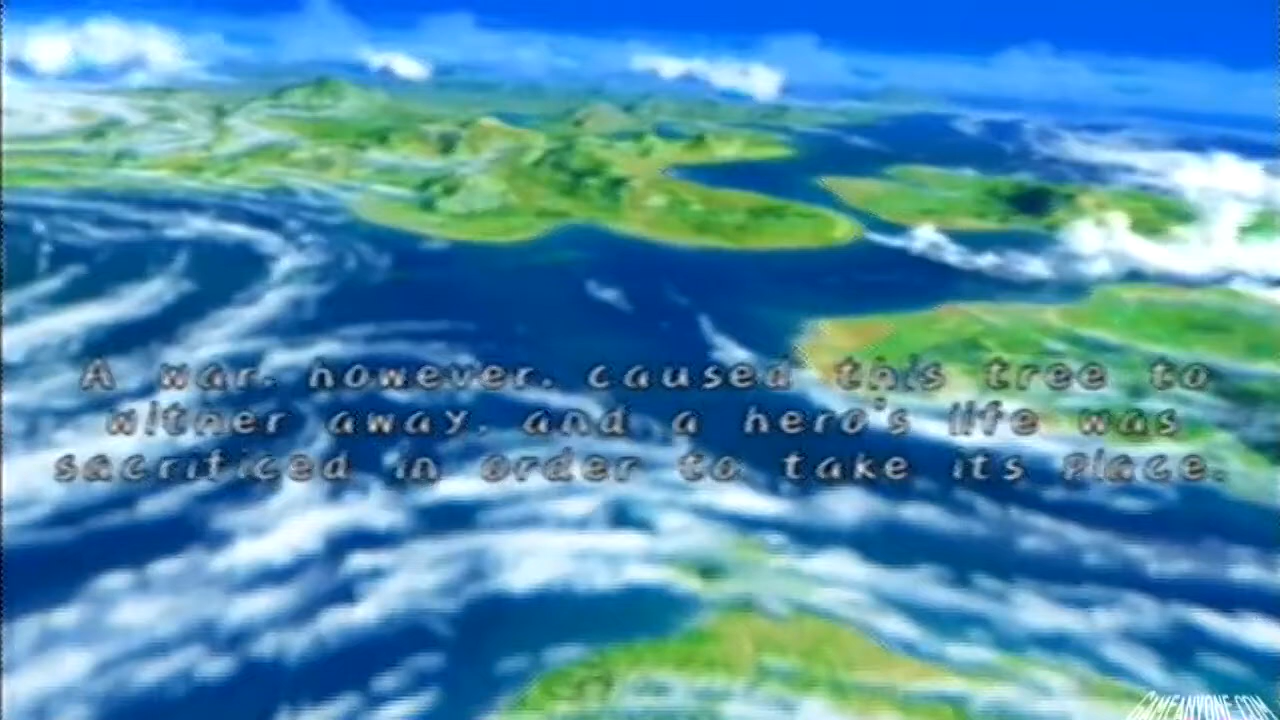 A war, however, caused this tree to
wither away, and a hero's life was
sacrificed in order to take its place.
GAMEANYONE.COM